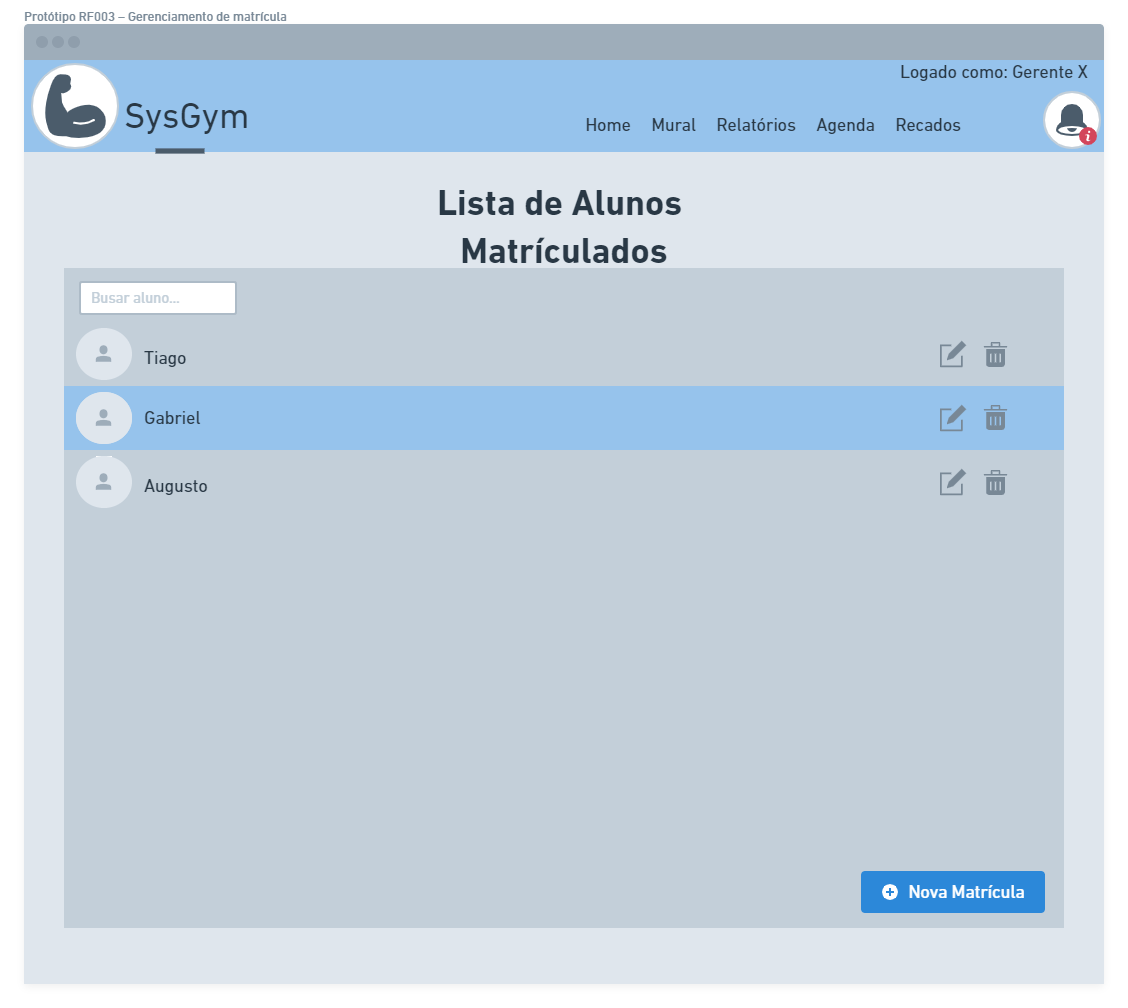 Protótipo RF003 – Gerenciamento de matrícula
Logado como: Gerente X
SysGym
Home Mural Relatórios Agenda Recados
i
Lista de Alunos
Matrículados
Busar aluno...
Tiago
Gabriel
Augusto
Nova Matrícula